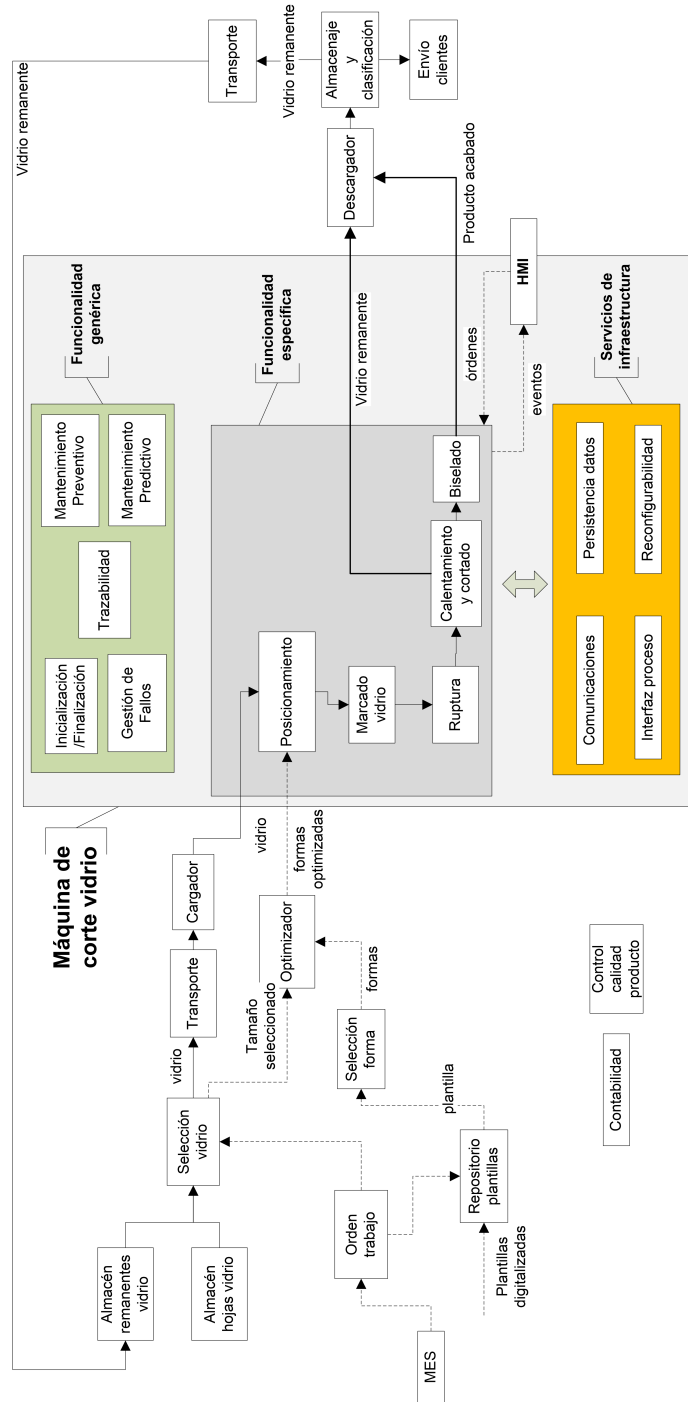 Vidrio remanente
Almacén
remanentes
vidrio
Almacén
hojas vidrio
Selección
vidrio
vidrio
Transporte
Cargador
vidrio
Tamaño
seleccionado
Optimizador
formas
optimizadas
formas
Selección
forma
plantilla
Repositorio
plantillas
Plantillas
digitalizadas
Orden
trabajo
MES
Contabilidad
Control
calidad
producto
Máquina de
corte vidrio
Funcionalidad
genérica
Inicialización
/Finalización
Gestión de
Fallos
Trazabilidad
Mantenimiento
Preventivo
Mantenimiento
Predictivo
Funcionalidad
específica
Posicionamiento
Marcado
vidrio
Ruptura
Calentamiento
y cortado
Biselado
Vidrio remanente
Producto acabado
órdenes
eventos
HMI
Servicios de
infraestructura
Comunicaciones
Interfaz proceso
Persistencia datos
Reconfigurabilidad
Descargador
Almacenaje
y
clasificación
Vidrio remanente
Transporte
Envío
clientes